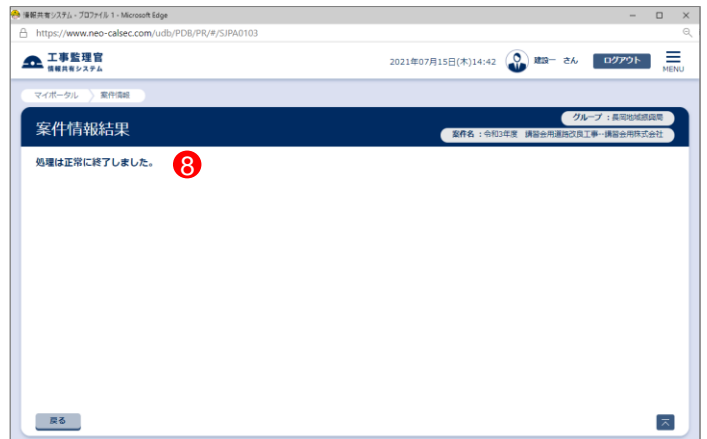 情報共有システム - プロファイル 1 - Microsoft Edge
https://www.neo-calsec.com/udb/PDB/PR/#/SJPA0103
工事監理官
情報共有システム
2021年07月15日(木)14:42
建設一 さん
ログアウト
MENU
マイポータル
案件情報
案件情報結果
グループ : 長岡地域振興局
案件名 : 令和3年度 講習会用道路改良工事--講習会用株式会社
処理は正常に終了しました。
8
戻る